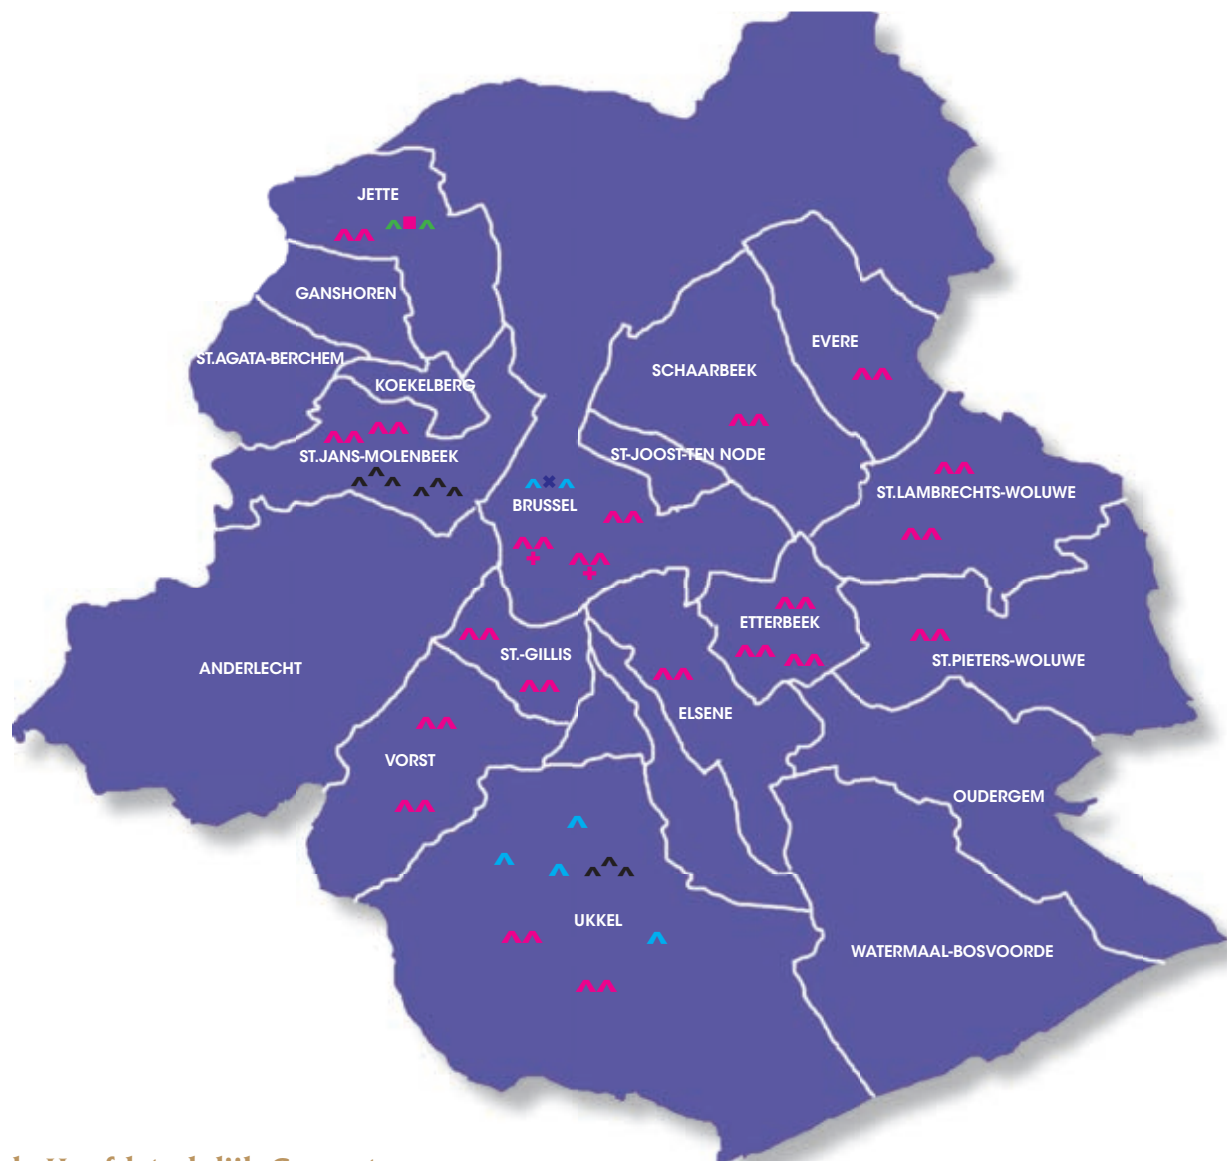 JETTE
GANSHOREN
ST.AGATA-BERCHEM
KOEKELBERG
ST.JANS-MOLENBEEK
SCHAARBEEK
EVERE
ST-JOOST-TEN NODE
BRUSSEL
ST.LAMBRECHTS-WOLUWE
ETTERBEEK
ST.PIETERS-WOLUWE
ANDERLECHT
ST.-GILLIS
ELSENE
VORST
OUDERGEM
UKKEL
WATERMAAL-BOSVOORDE